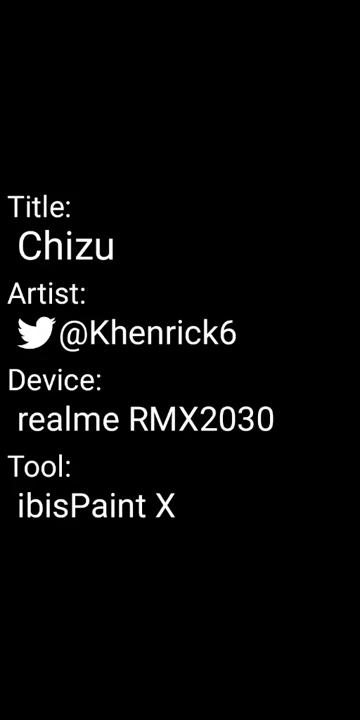 Title:
Chizu
Artist:
@Khenrick6
Device:
realme RMX2030
Tool:
ibisPaint X